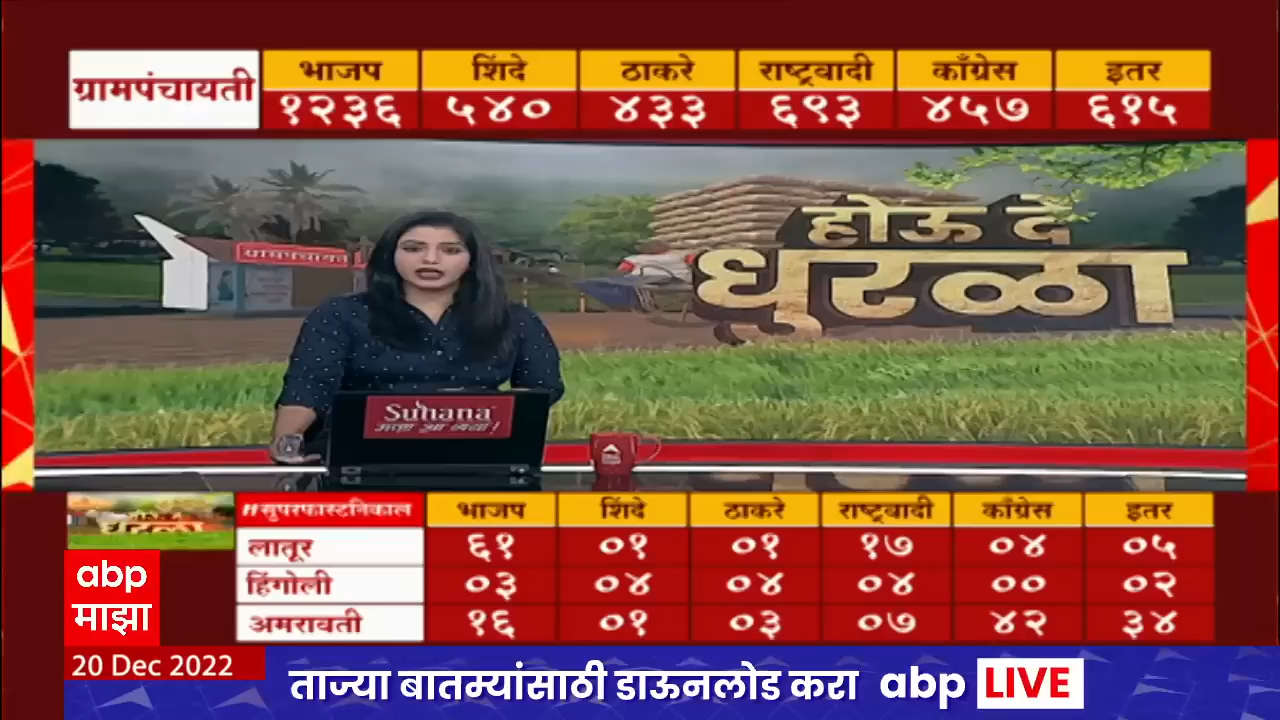 ग्रामपंचायती भाजप शिंदे ठाकरे राष्ट्रवादी काँग्रेस इतर
१२३६ ५४० ४३३ ६९३ ४५७ ६१५
ग्रामपंचायत
होऊ दे
धुरळा
Suhana
#सुपरफास्टनिकाल भाजप शिंदे ठाकरे राष्ट्रवादी काँग्रेस इतर
लातूर ६१ ०१ ०१ १७ ०४ ०५
हिंगोली ०३ ०४ ०४ ०४ ०० ०२
अमरावती १६ ०१ ०३ ०७ ४२ ३४
abp
माझा
20 Dec 2022
ताज्या बातम्यांसाठी डाऊनलोड करा abp LIVE